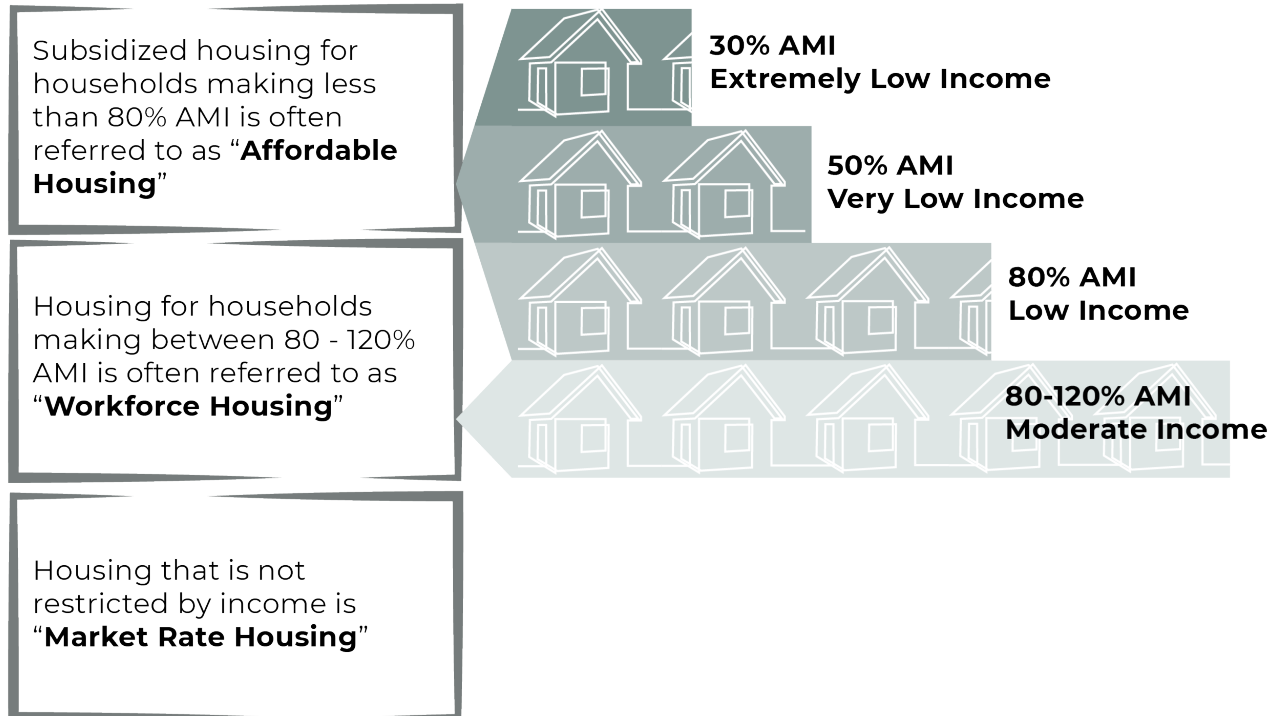 Subsidized housing for
households making less
than 80% AMI is often
referred to as “Affordable
Housing”
30% AMI
Extremely Low Income
50% AMI
Very Low Income
80% AMI
Low Income
Housing for households
making between 80 - 120%
AMI is often referred to as
“Workforce Housing”
80-120% AMI
Moderate Income
Housing that is not
restricted by income is
“Market Rate Housing”